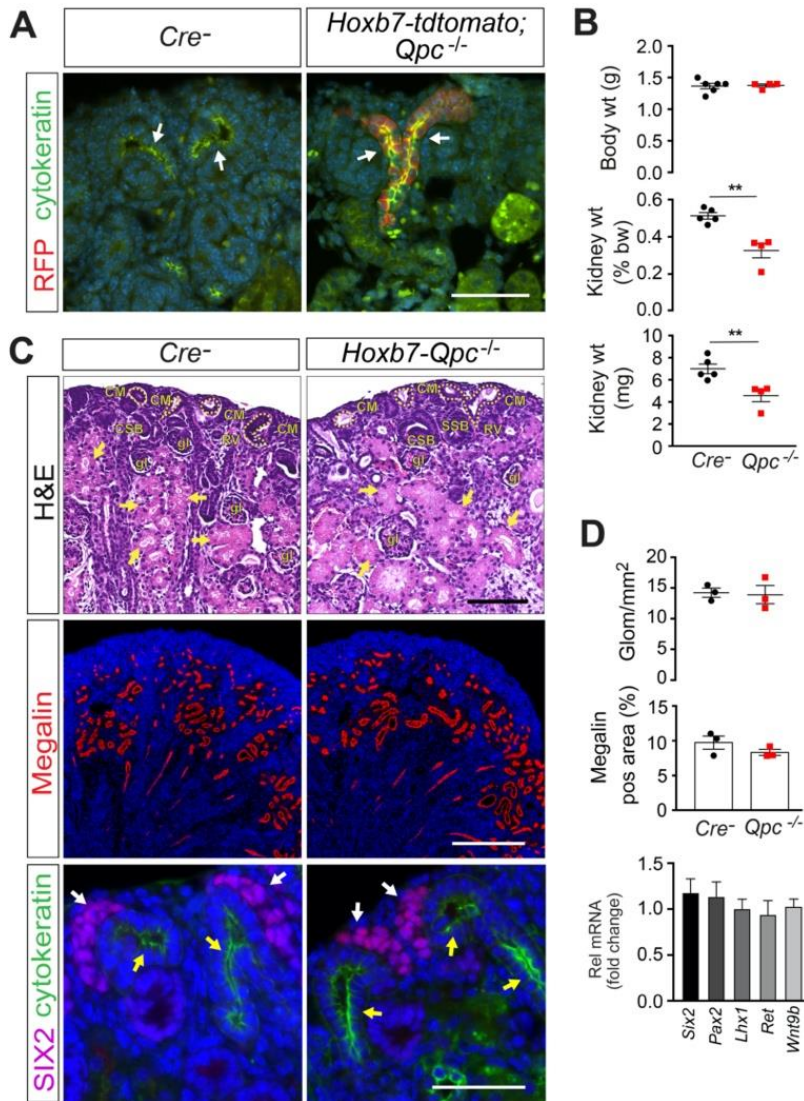 A
Cre-
Hoxb7-tdtomato;
Qpc-/-
RFP cytokeratin
B
Body wt (g)
2.0
1.5
1.0
0.5
0.0
Kidney wt
(% bw)
0.6
0.4
0.2
0.0
**
Kidney wt
(mg)
10
8
6
4
2
0
**
Cre- Qpc-/-
C
Cre-
Hoxb7-Qpc-/-
H&E
CM
CM
CM
CM
CSB
gl
RV
gl
gl
CM
CM
CM
CSB
SSB
RV
gl
gl
gl
Megalin
SIX2 cytokeratin
D
Glom/mm2
20
15
10
5
0
Megalin
pos area (%)
15
10
5
0
Cre- Qpc-/-
Rel mRNA
(fold change)
1.5
1.0
0.5
0.0
Six2
Pax2
Lhx1
Ret
Wnt9b